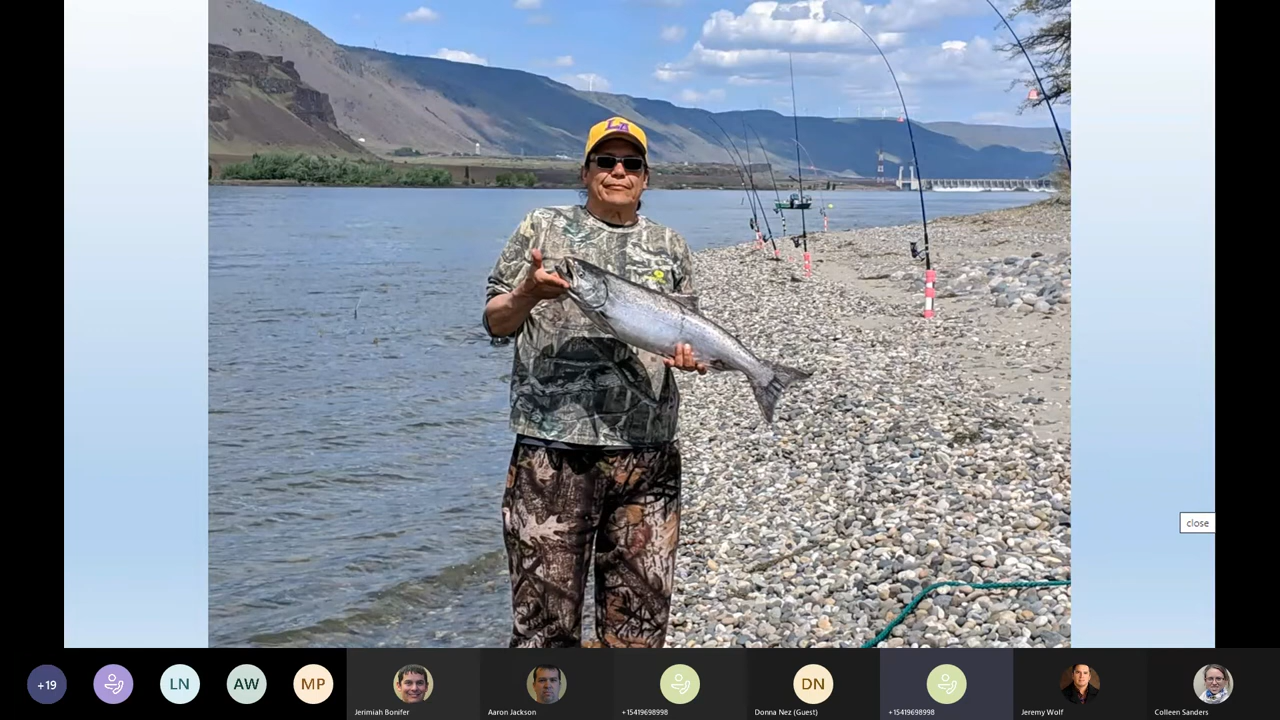 LA
close
+19
LN
AW
MP
Jerimiah Bonifer
Aaron Jackson
+15419698998
DN
Donna Nez (Guest)
+15419698998
Jeremy Wolf
Colleen Sanders